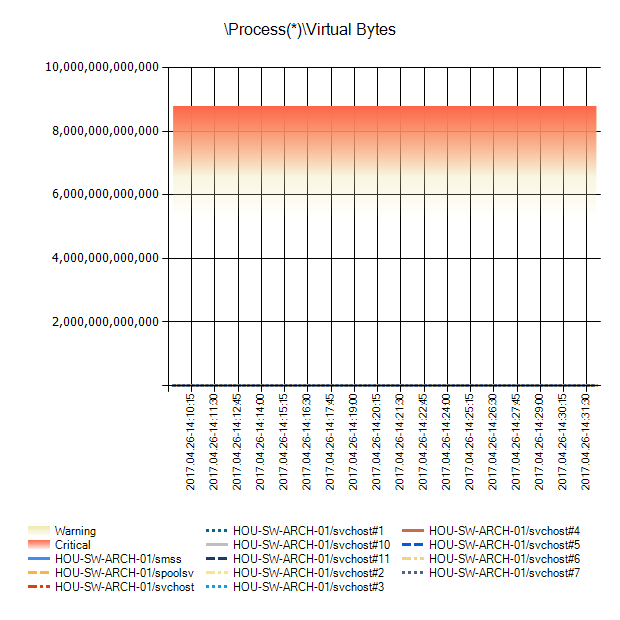 \Process(*)\Virtual Bytes
10,000,000,000,000
8,000,000,000,000
6,000,000,000,000
4,000,000,000,000
2,000,000,000,000
2017.04.26-14:10:15
2017.04.26-14:11:30
2017.04.26-14:12:45
2017.04.26-14:14:00
2017.04.26-14:15:15
2017.04.26-14:16:30
2017.04.26-14:17:45
2017.04.26-14:19:00
2017.04.26-14:20:15
2017.04.26-14:21:30
2017.04.26-14:22:45
2017.04.26-14:24:00
2017.04.26-14:25:15
2017.04.26-14:26:30
2017.04.26-14:27:45
2017.04.26-14:29:00
2017.04.26-14:30:15
2017.04.26-14:31:30
Warning
Critical
HOU-SW-ARCH-01/smss
HOU-SW-ARCH-01/spoolsv
HOU-SW-ARCH-01/svchost
HOU-SW-ARCH-01/svchost#1
HOU-SW-ARCH-01/svchost#10
HOU-SW-ARCH-01/svchost#11
HOU-SW-ARCH-01/svchost#2
HOU-SW-ARCH-01/svchost#3
HOU-SW-ARCH-01/svchost#4
HOU-SW-ARCH-01/svchost#5
HOU-SW-ARCH-01/svchost#6
HOU-SW-ARCH-01/svchost#7